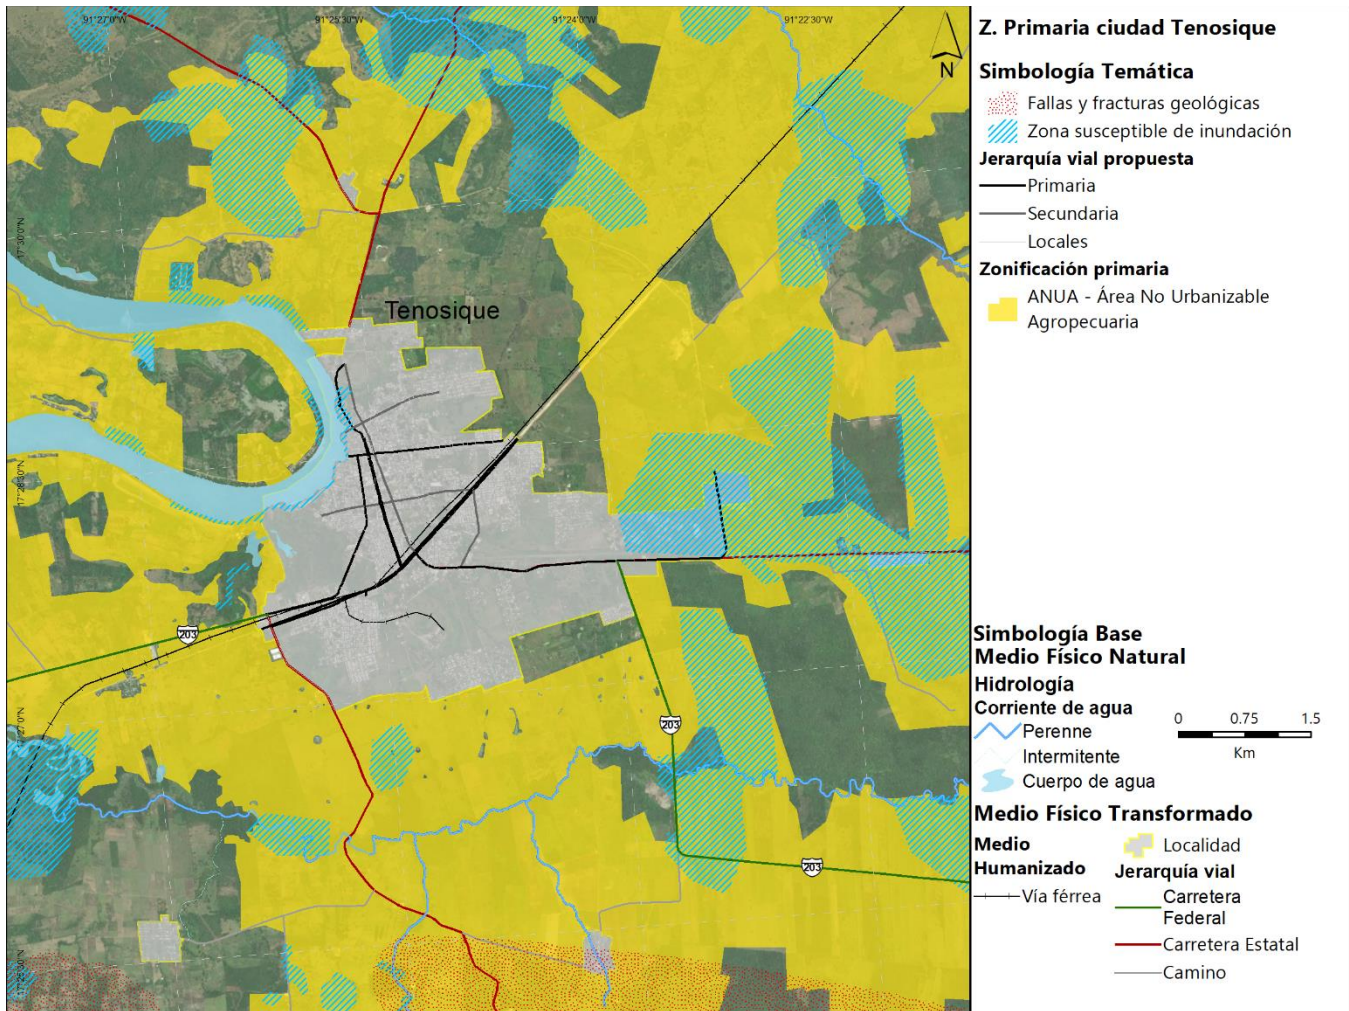 91°27'0"W
91°25'30"W
91°24'0"W
91°22'30"W
17°30'0"N
17°28'30"N
17°27'0"N
17°25'30"N
Tenosique
203
203
203
N
Z. Primaria ciudad Tenosique
Simbología Temática
Fallas y fracturas geológicas
Zona susceptible de inundación
Jerarquía vial propuesta
Primaria
Secundaria
Locales
Zonificación primaria
ANUA - Área No Urbanizable
Agropecuaria
Simbología Base
Medio Físico Natural
Hidrología
Corriente de agua
Perenne
Intermitente
Cuerpo de agua
0 0.75 1.5
Km
Medio Físico Transformado
Medio
Humanizado
Vía férrea
Localidad
Jerarquía vial
Carretera
Federal
Carretera Estatal
Camino